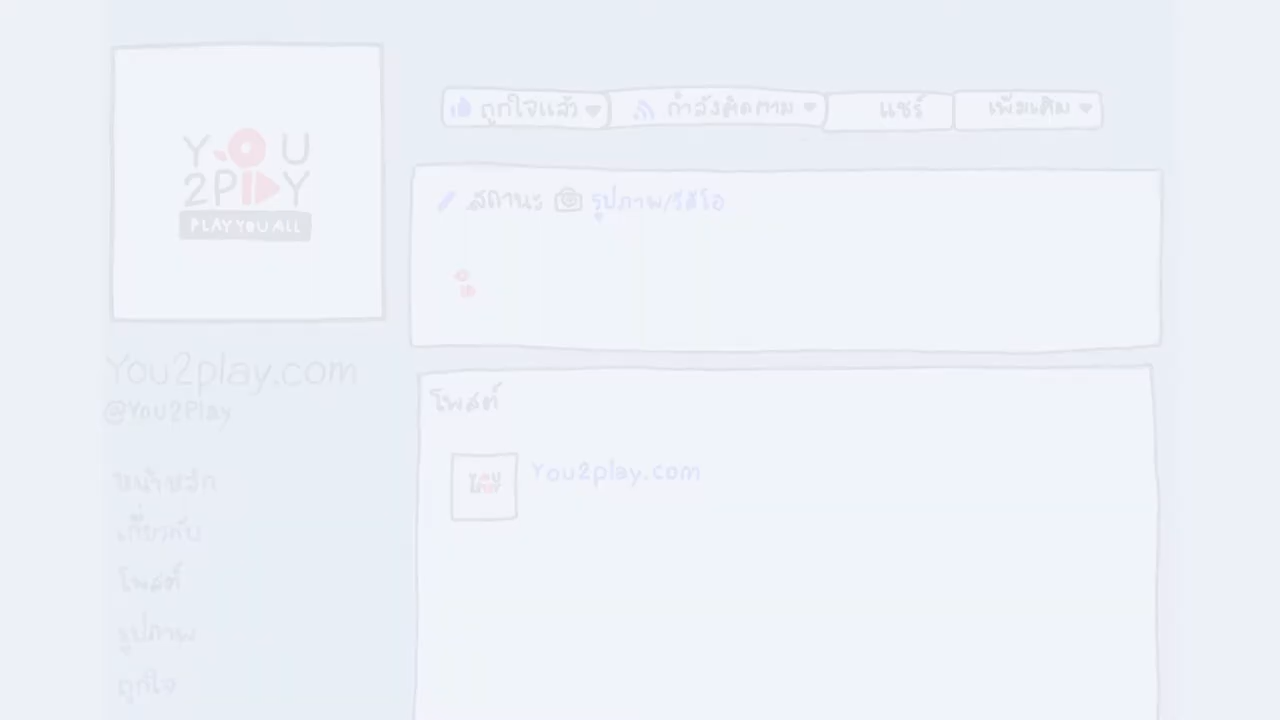 YOU
2PLAY
PLAY YOU ALL
ถูกใจแล้ว กำลังติดตาม แชร์ เพิ่มเติม
สถานะ รูปภาพ/วีดีโอ
You2play.com
@You2Play
หน้าหลัก
เกี่ยวกับ
โพสต์
รูปภาพ
ถูกใจ
โพสต์
You2play.com